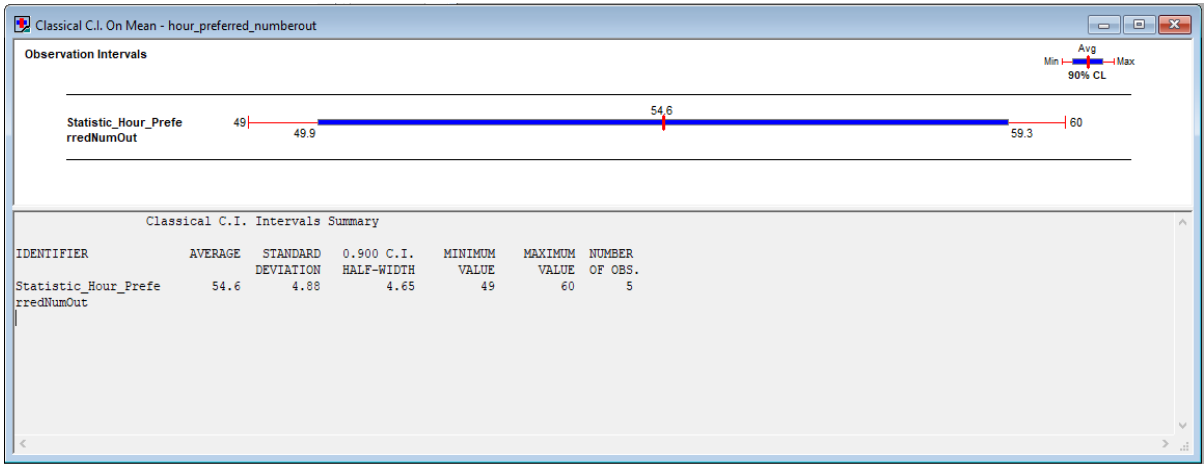 Classical C.I. On Mean - hour_preferred_numberout
Observation Intervals
Avg
Min Max
90% CL
54.6
Statistic_Hour_Prefe 49 60
rredNumOut 49.9 59.3
Classical C.I. Intervals Summary
IDENTIFIER AVERAGE STANDARD 0.900 C.I. MINIMUM MAXIMUM NUMBER
DEVIATION HALF-WIDTH VALUE VALUE OF OBS.
Statistic_Hour_Prefe 54.6 4.88 4.65 49 60 5
rredNumOut